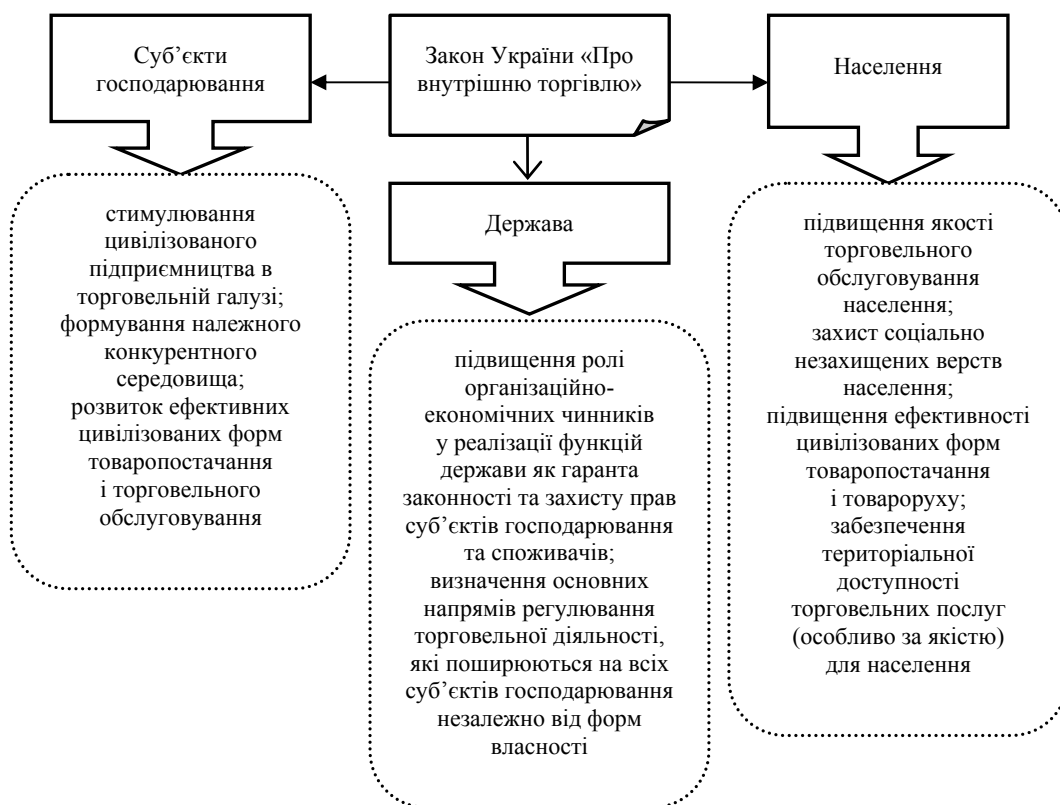 Суб’єкти
господарювання
Закон України «Про
внутрішню торгівлю»
Населення
стимулювання
цивілізованого
підприємництва в
торговельній галузі;
формування належного
конкурентного
середовища;
розвиток ефективних
цивілізованих форм
товаропостачання
і торговельного
обслуговування
Держава
підвищення ролі
організаційно-
економічних чинників
у реалізації функцій
держави як гаранта
законності та захисту прав
суб’єктів господарювання
та споживачів;
визначення основних
напрямів регулювання
торговельної діяльності,
які поширюються на всіх
суб’єктів господарювання
незалежно від форм
власності
підвищення якості
торговельного
обслуговування
населення;
захист соціально
незахищених верств
населення;
підвищення ефективності
цивілізованих форм
товаропостачання
і товароруху;
забезпечення
територіальної
доступності
торговельних послуг
(особливо за якістю)
для населення